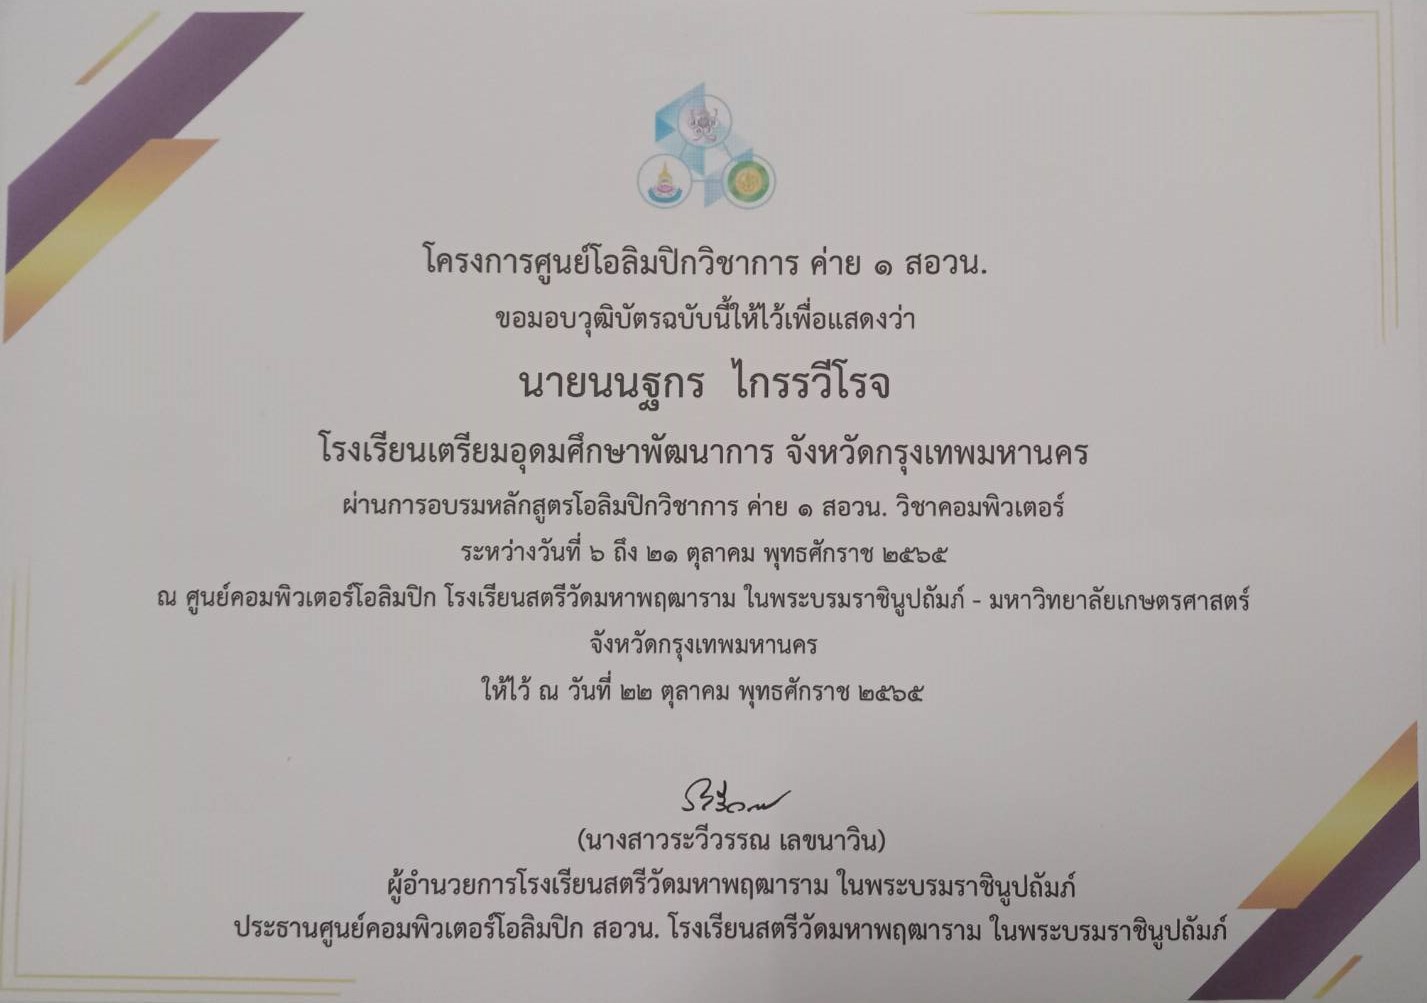 โครงการศูนย์โอลิมปิกวิชาการ ค่าย ๑ สอวน.
ขอมอบวุฒิบัตรฉบับนี้ให้ไว้เพื่อแสดงว่า
นายนนฐกร ไกรรวีโรจ
โรงเรียนเตรียมอุดมศึกษาพัฒนาการ จังหวัดกรุงเทพมหานคร
ผ่านการอบรมหลักสูตรโอลิมปิกวิชาการ ค่าย ๑ สอวน. วิชาคอมพิวเตอร์
ระหว่างวันที่ ๖ ถึง ๒๑ ตุลาคม พุทธศักราช ๒๕๖๕
ณ ศูนย์คอมพิวเตอร์โอลิมปิก โรงเรียนสตรีวัดมหาพฤฒาราม ในพระบรมราชินูปถัมภ์ - มหาวิทยาลัยเกษตรศาสตร์
จังหวัดกรุงเทพมหานคร
ให้ไว้ ณ วันที่ ๒๒ ตุลาคม พุทธศักราช ๒๕๖๕
(นางสาวระวีวรรณ เลขนาวิน)
ผู้อำนวยการโรงเรียนสตรีวัดมหาพฤฒาราม ในพระบรมราชินูปถัมภ์
ประธานศูนย์คอมพิวเตอร์โอลิมปิก สอวน. โรงเรียนสตรีวัดมหาพฤฒาราม ในพระบรมราชินูปถัมภ์